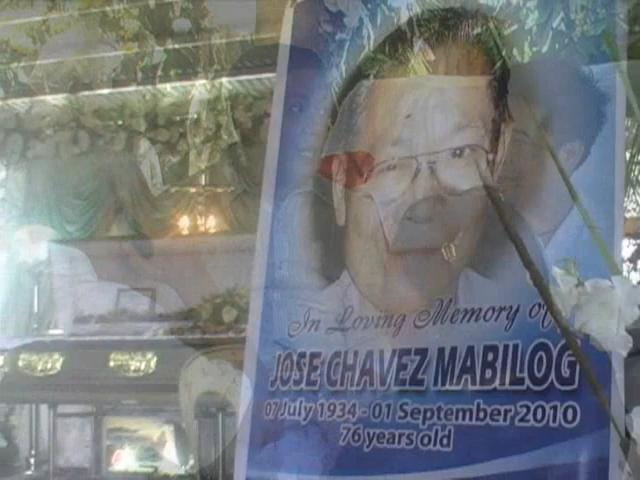 In Loving Memory of
JOSE CHAVEZ MABILOG
07 July 1934 - 01 September 2010
76 years old